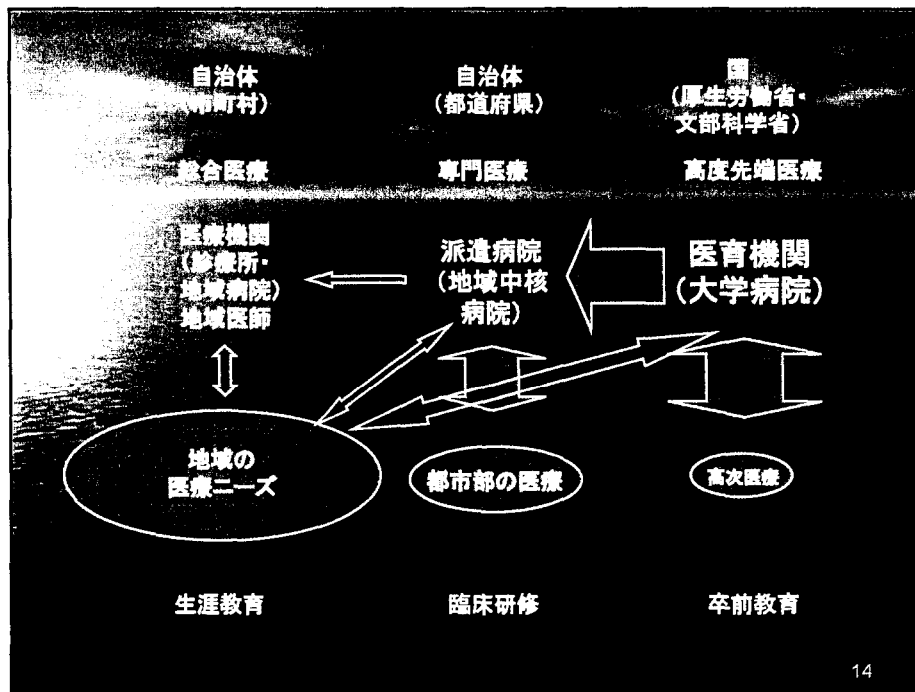 自治体
（市町村）
自治体
（都道府県）
国
（厚生労働省・
文部科学省）
総合医療
専門医療
高度先端医療
医療機関
（診療所・
地域病院）
地域医師
派遣病院
（地域中核
病院）
医育機関
（大学病院）
地域の
医療ニーズ
都市部の医療
高次医療
生涯教育
臨床研修
卒前教育
14